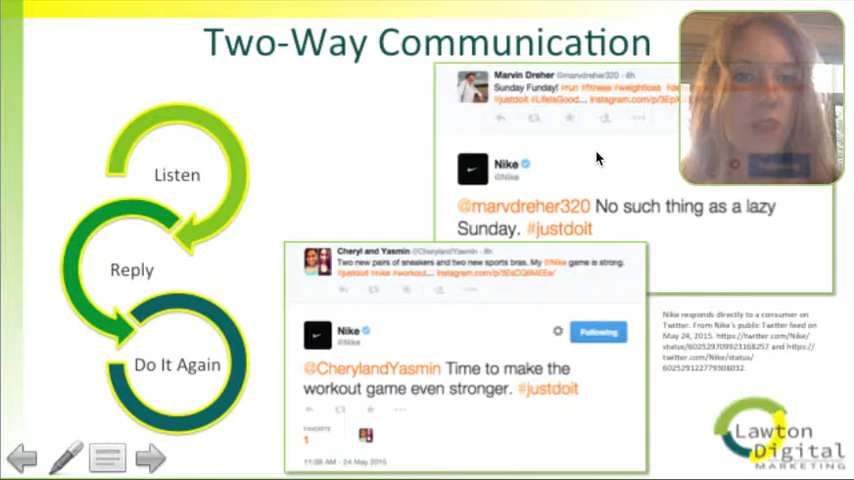 Two-Way Communication
Listen
Reply
Do It Again
Marvin Dreher @marvdreher320 · 8h
Sunday Funday! #run #fitness #weightloss
#justdoit #LifeIsGood... instagram.com/p/3EpX
Nike
@Nike
@marvdreher320 No such thing as a lazy
Sunday. #justdoit
Cheryl and Yasmin @CherylandYasmin · 8h
Two new pairs of sneakers and two new sports bras. My @Nike game is strong.
#justdoit #nike #workout...
Nike
@Nike
Following
@CherylandYasmin Time to make the
workout game even stronger. #justdoit
FAVORITE
1
11:39 AM - 24 May 2015
Nike responds directly to a consumer on
Twitter. From Nike's public Twitter feed on
May 24, 2015. https://twitter.com/Nike/
status/602529709923168257 and https://
twitter.com/Nike/status/
602529122779308032.
Lawton
Digital
MARKETING